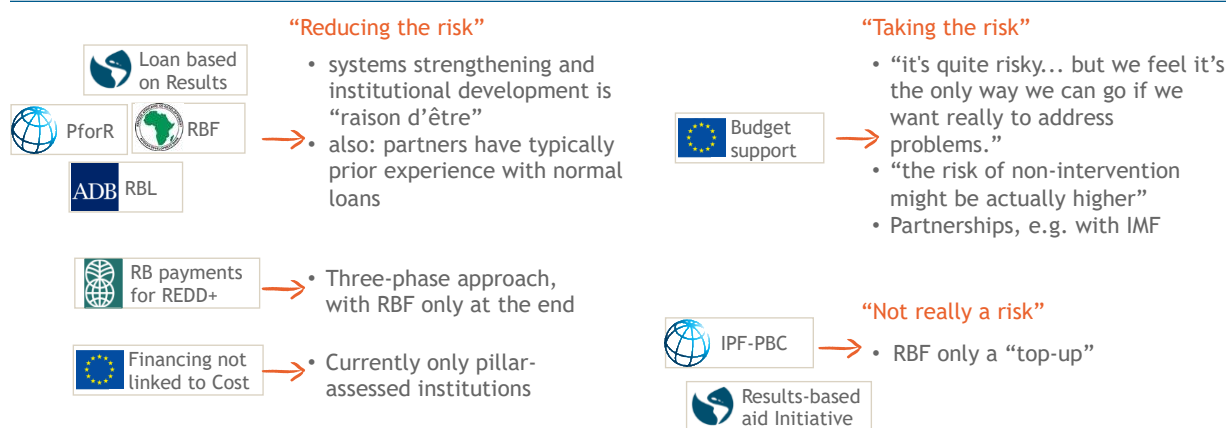 “Reducing the risk”
Loan based
on Results
PforR
RBF
ADB RBL
• systems strengthening and
institutional development is
“raison d’être”
• also: partners have typically
prior experience with normal
loans
RB payments
for REDD+
• Three-phase approach,
with RBF only at the end
Financing not
linked to Cost
• Currently only pillar-
assessed institutions
“Taking the risk”
Budget
support
• “it's quite risky... but we feel it’s
the only way we can go if we
want really to address
problems.”
• “the risk of non-intervention
might be actually higher”
• Partnerships, e.g. with IMF
“Not really a risk”
IPF-PBC
• RBF only a “top-up”
Results-based
aid Initiative